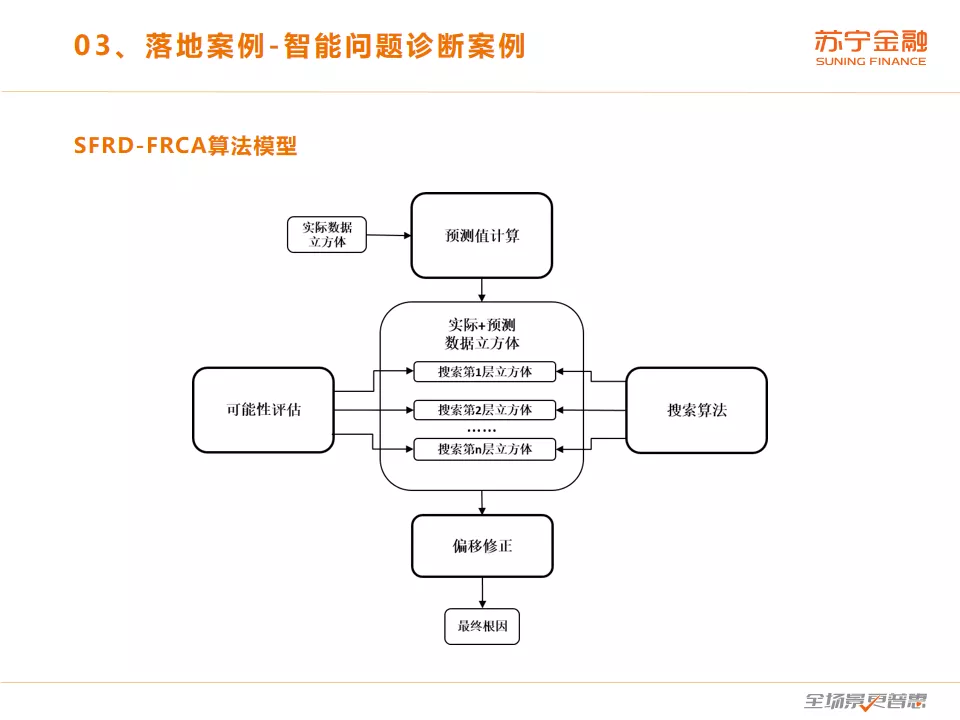 03、落地案例-智能问题诊断案例
苏宁金融
SUNING FINANCE
SFRD-FRCA算法模型
实际数据
立方体
预测值计算
实际+预测
数据立方体
搜索第1层立方体
可能性评估
搜索第2层立方体
搜索算法
……
搜索第n层立方体
偏移修正
最终根因
全场景更普惠